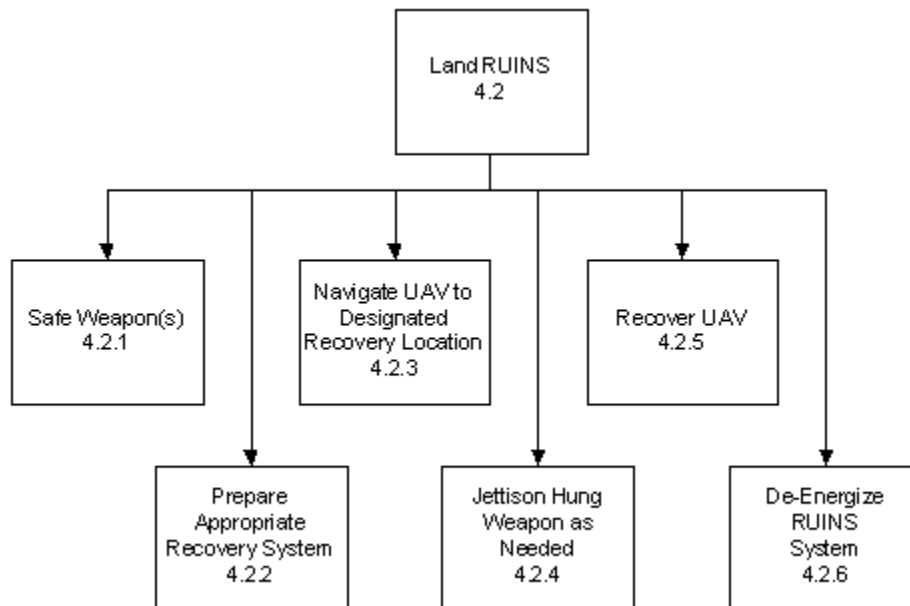 Land RUINS
4.2
Safe Weapon(s)
4.2.1
Navigate UAV to
Designated
Recovery Location
4.2.3
Recover UAV
4.2.5
Prepare
Appropriate
Recovery System
4.2.2
Jettison Hung
Weapon as
Needed
4.2.4
De-Energize
RUINS
System
4.2.6